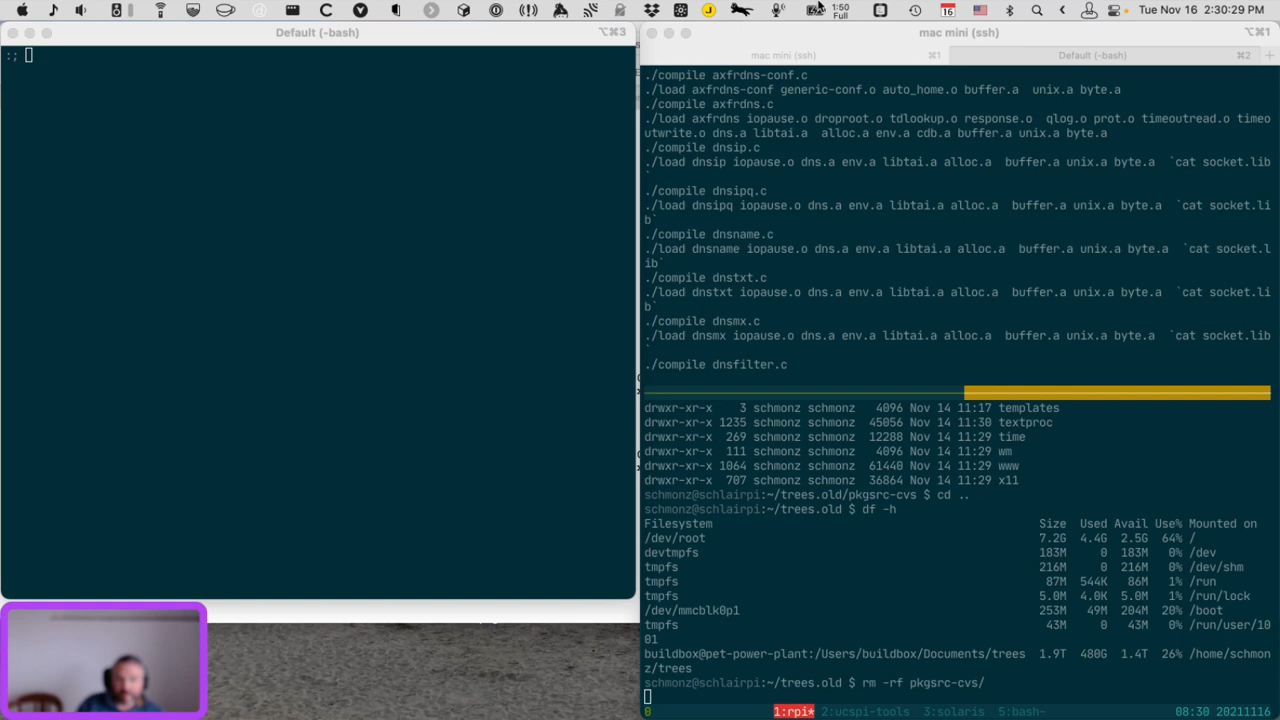 1:50
Full
16
Tue Nov 16 2:30:29 PM
Default (-bash)
⌥⌘3
:;
mac mini (ssh)
⌥⌘1
mac mini (ssh)
⌘1
Default (-bash)
⌘2
+
./compile axfrdns-conf.c
./load axfrdns-conf generic-conf.o auto_home.o buffer.a  unix.a byte.a
./compile axfrdns.c
./load axfrdns iopause.o droproot.o tdlookup.o response.o  qlog.o prot.o timeoutread.o timeo
utwrite.o dns.a libtai.a  alloc.a env.a cdb.a buffer.a unix.a byte.a
./compile dnsip.c
./load dnsip iopause.o dns.a env.a libtai.a alloc.a  buffer.a unix.a byte.a  `cat socket.lib
`
./compile dnsipq.c
./load dnsipq iopause.o dns.a env.a libtai.a alloc.a  buffer.a unix.a byte.a  `cat socket.li
b`
./compile dnsname.c
./load dnsname iopause.o dns.a env.a libtai.a alloc.a  buffer.a unix.a byte.a  `cat socket.l
ib`
./compile dnstxt.c
./load dnstxt iopause.o dns.a env.a libtai.a alloc.a  buffer.a unix.a byte.a  `cat socket.li
b`
./compile dnsmx.c
./load dnsmx iopause.o dns.a env.a libtai.a alloc.a  buffer.a unix.a byte.a  `cat socket.lib
`
./compile dnsfilter.c
drwxr-xr-x    3 schmonz schmonz   4096 Nov 14 11:17 templates
drwxr-xr-x 1235 schmonz schmonz  45056 Nov 14 11:30 textproc
drwxr-xr-x  269 schmonz schmonz  12288 Nov 14 11:29 time
drwxr-xr-x  111 schmonz schmonz   4096 Nov 14 11:29 wm
drwxr-xr-x 1064 schmonz schmonz  61440 Nov 14 11:29 www
drwxr-xr-x  707 schmonz schmonz  36864 Nov 14 11:29 x11
schmonz@schlairpi:~/trees.old/pkgsrc-cvs $ cd ..
schmonz@schlairpi:~/trees.old $ df -h
Filesystem                                         Size  Used Avail Use% Mounted on
/dev/root                                          7.2G  4.4G  2.5G  64% /
devtmpfs                                           183M     0  183M   0% /dev
tmpfs                                              216M     0  216M   0% /dev/shm
tmpfs                                               87M  544K   86M   1% /run
tmpfs                                              5.0M  4.0K  5.0M   1% /run/lock
/dev/mmcblk0p1                                     253M   49M  204M  20% /boot
tmpfs                                               43M     0   43M   0% /run/user/10
01
buildbox@pet-power-plant:/Users/buildbox/Documents/trees  1.9T  480G  1.4T  26% /home/schmon
z/trees
schmonz@schlairpi:~/trees.old $ rm -rf pkgsrc-cvs/
0
1:rpi* 2:ucspi-tools  3:solaris  5:bash-
08:30 20211116